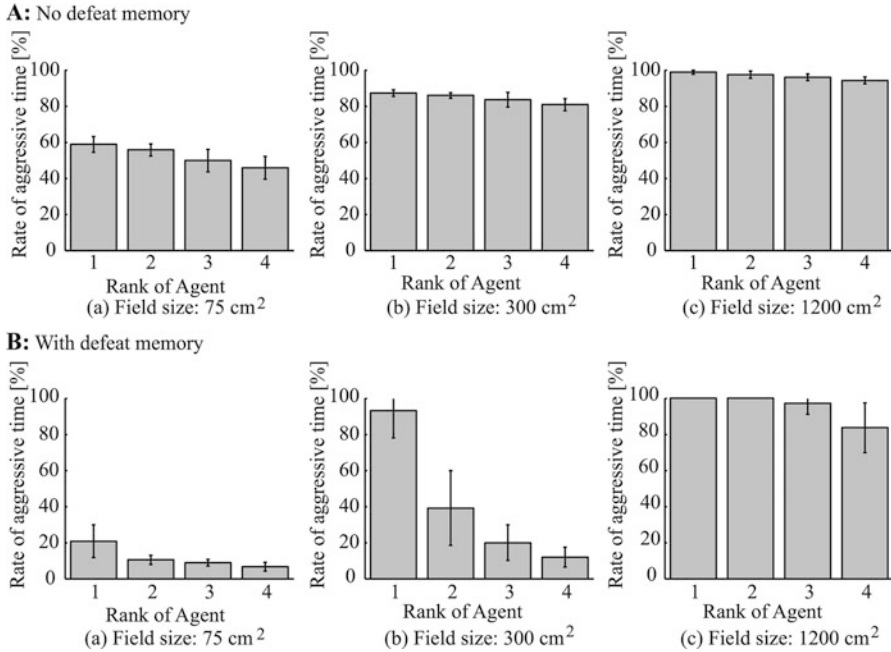 A: No defeat memory
Rate of aggressive time [%]
100
80
60
40
20
0
1 2 3 4
Rank of Agent
(a) Field size: 75 cm²
Rate of aggressive time [%]
100
80
60
40
20
0
1 2 3 4
Rank of Agent
(b) Field size: 300 cm²
Rate of aggressive time [%]
100
80
60
40
20
0
1 2 3 4
Rank of Agent
(c) Field size: 1200 cm²
B: With defeat memory
Rate of aggressive time [%]
100
80
60
40
20
0
1 2 3 4
Rank of Agent
(a) Field size: 75 cm²
Rate of aggressive time [%]
100
80
60
40
20
0
1 2 3 4
Rank of Agent
(b) Field size: 300 cm²
Rate of aggressive time [%]
100
80
60
40
20
0
1 2 3 4
Rank of Agent
(c) Field size: 1200 cm²